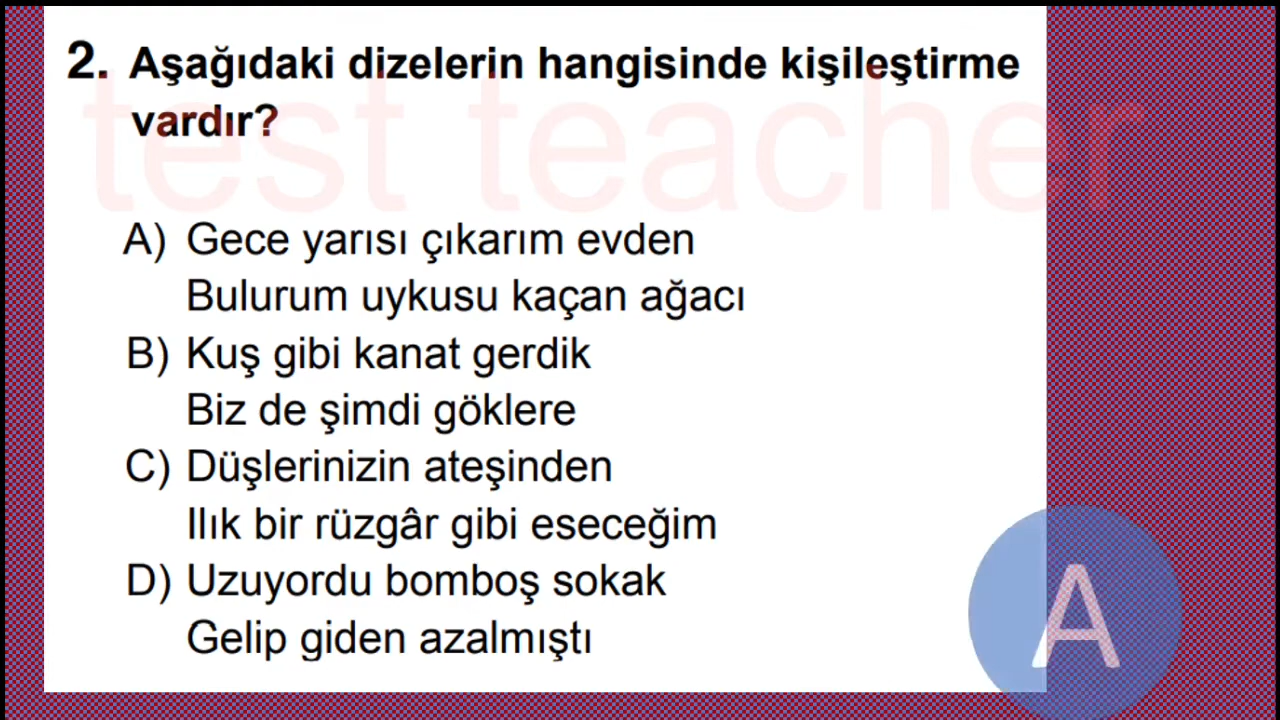 2. Aşağıdaki dizelerin hangisinde kişileştirme
vardır?
test teacher
A) Gece yarısı çıkarım evden
Bulurum uykusu kaçan ağacı
B) Kuş gibi kanat gerdik
Biz de şimdi göklere
C) Düşlerinizin ateşinden
Ilık bir rüzgâr gibi eseceğim
D) Uzuyordu bomboş sokak
Gelip giden azalmıştı
A